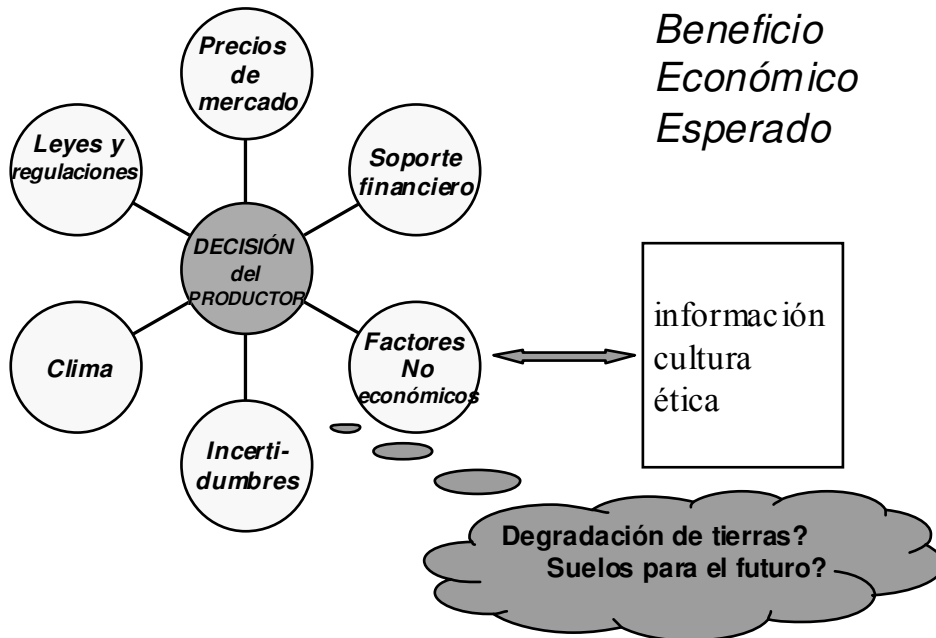 Beneficio
Económico
Esperado
Precios
de
mercado
Leyes y
regulaciones
Soporte
financiero
DECISIÓN
del
PRODUCTOR
Clima
Factores
No
económicos
Incerti-
dumbres
información
cultura
ética
Degradación de tierras?
Suelos para el futuro?